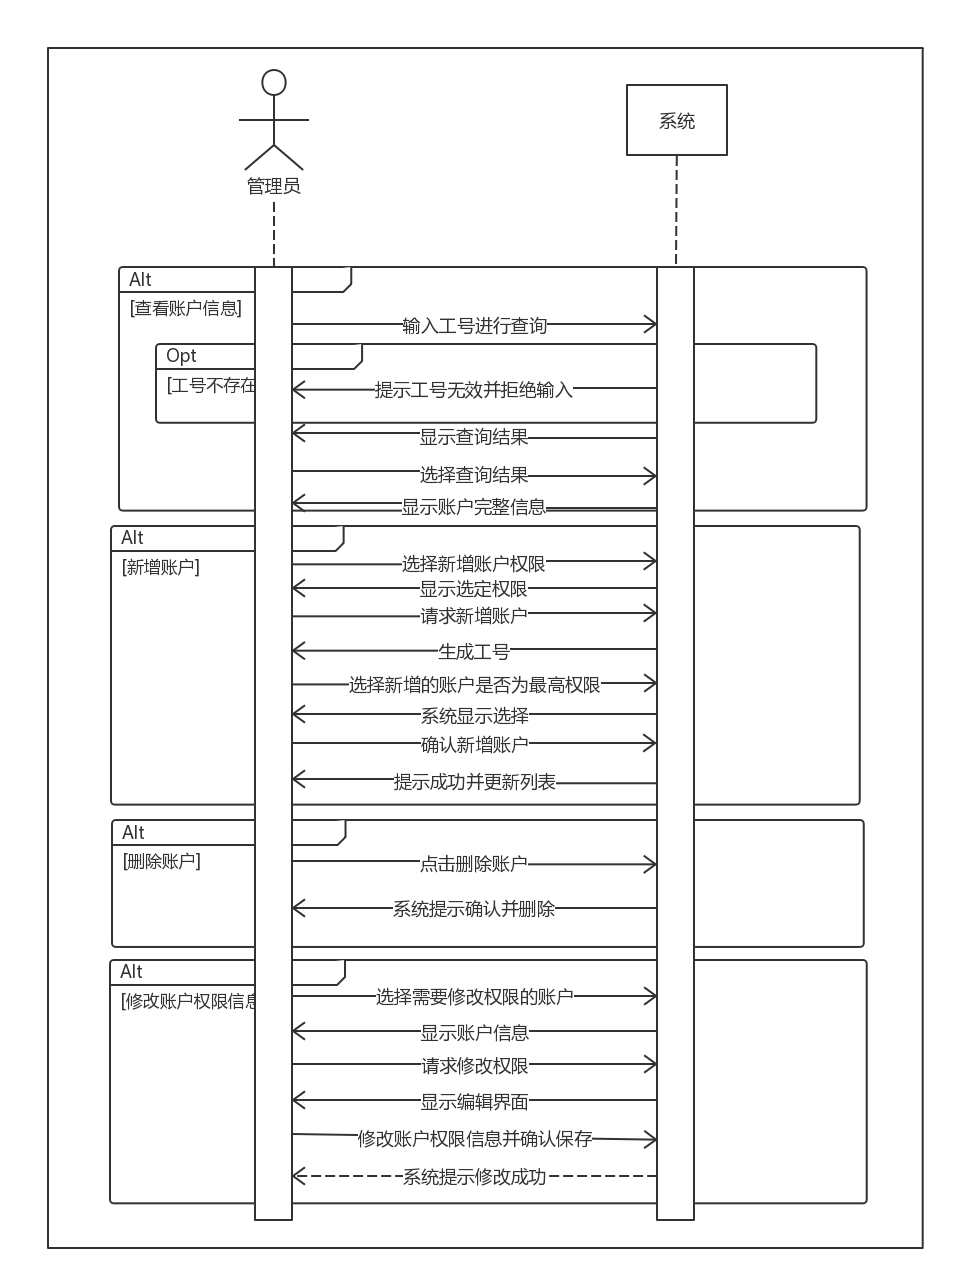 管理员
系统
Alt
[查看账户信息]
输入工号进行查询
Opt
[工号不存在
提示工号无效并拒绝输入
显示查询结果
选择查询结果
显示账户完整信息
Alt
[新增账户]
选择新增账户权限
显示选定权限
请求新增账户
生成工号
选择新增的账户是否为最高权限
系统显示选择
确认新增账户
提示成功并更新列表
Alt
[删除账户]
点击删除账户
系统提示确认并删除
Alt
[修改账户权限信息
选择需要修改权限的账户
显示账户信息
请求修改权限
显示编辑界面
修改账户权限信息并确认保存
系统提示修改成功